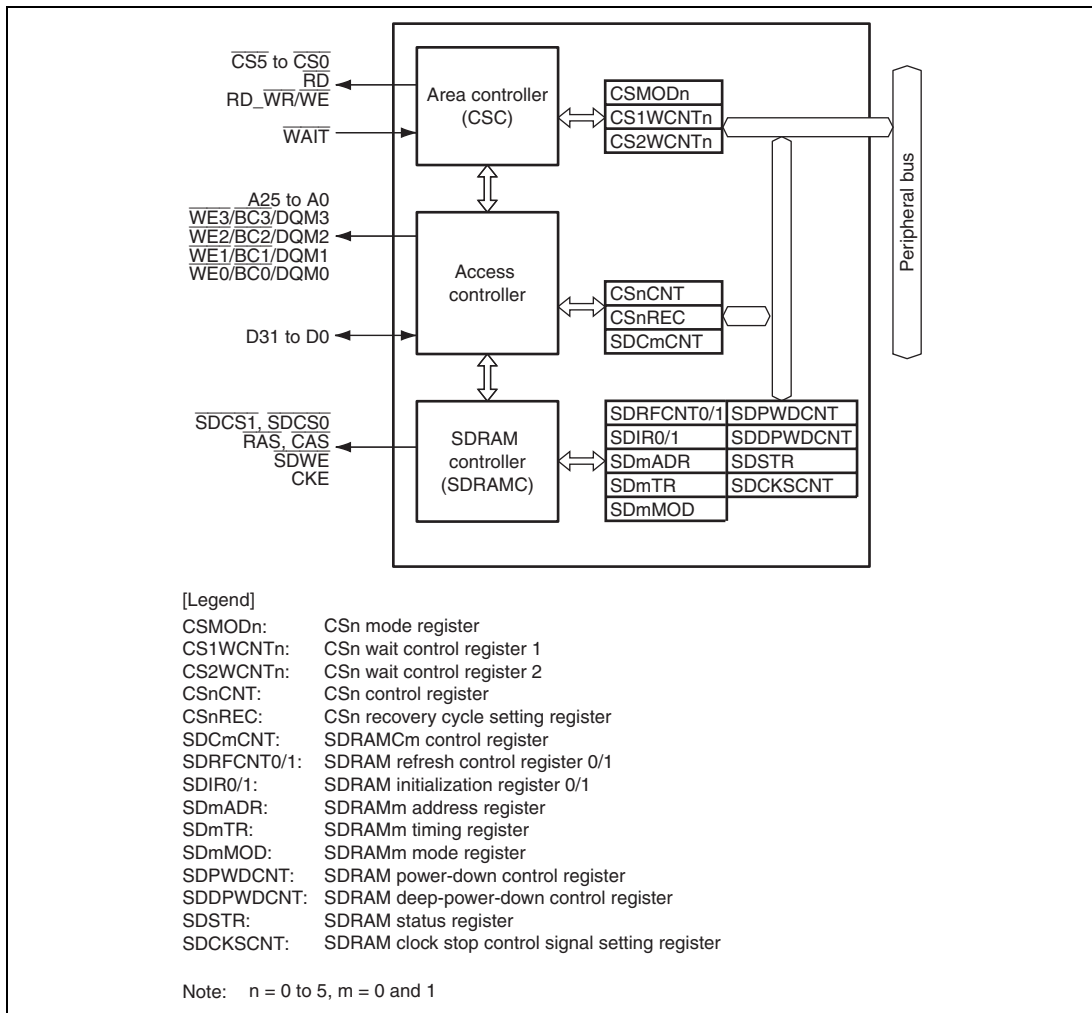 CS5 to CS0
RD
RD_WR/WE
WAIT
Area controller
(CSC)
CSMODn
CS1WCNTn
CS2WCNTn
A25 to A0
WE3/BC3/DQM3
WE2/BC2/DQM2
WE1/BC1/DQM1
WE0/BC0/DQM0
D31 to D0
Access
controller
CSnCNT
CSnREC
SDCmCNT
Peripheral bus
SDCS1, SDCS0
RAS, CAS
SDWE
CKE
SDRAM
controller
(SDRAMC)
SDRFCNT0/1 SDPWDCNT
SDIR0/1 SDDPWDCNT
SDmADR SDSTR
SDmTR SDCKSCNT
SDmMOD
[Legend]
CSMODn: CSn mode register
CS1WCNTn: CSn wait control register 1
CS2WCNTn: CSn wait control register 2
CSnCNT: CSn control register
CSnREC: CSn recovery cycle setting register
SDCmCNT: SDRAMCm control register
SDRFCNT0/1: SDRAM refresh control register 0/1
SDIR0/1: SDRAM initialization register 0/1
SDmADR: SDRAMm address register
SDmTR: SDRAMm timing register
SDmMOD: SDRAMm mode register
SDPWDCNT: SDRAM power-down control register
SDDPWDCNT: SDRAM deep-power-down control register
SDSTR: SDRAM status register
SDCKSCNT: SDRAM clock stop control signal setting register
Note: n = 0 to 5, m = 0 and 1